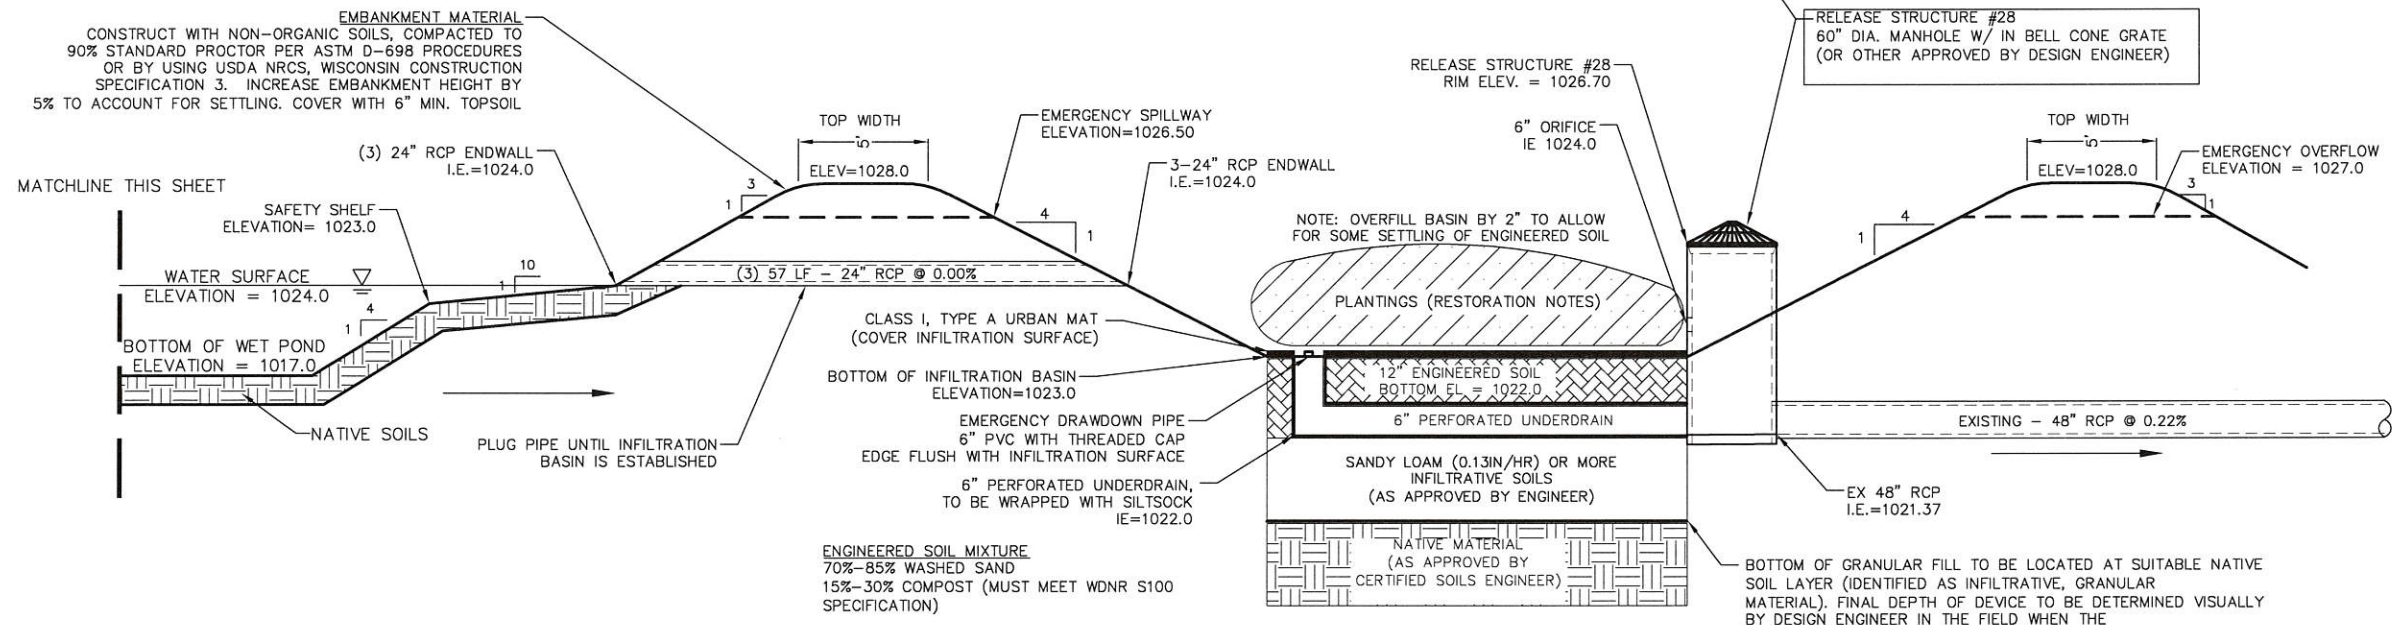 EMBANKMENT MATERIAL
CONSTRUCT WITH NON-ORGANIC SOILS, COMPACTED TO
90% STANDARD PROCTOR PER ASTM D-698 PROCEDURES
OR BY USING USDA NRCS, WISCONSIN CONSTRUCTION
SPECIFICATION 3. INCREASE EMBANKMENT HEIGHT BY
5% TO ACCOUNT FOR SETTLING. COVER WITH 6" MIN. TOPSOIL
(3) 24" RCP ENDWALL
I.E.=1024.0
MATCHLINE THIS SHEET
SAFETY SHELF
ELEVATION= 1023.0
WATER SURFACE
ELEVATION = 1024.0
10
1
4
1
BOTTOM OF WET POND
ELEVATION = 1017.0
NATIVE SOILS
PLUG PIPE UNTIL INFILTRATION
BASIN IS ESTABLISHED
TOP WIDTH
5'
ELEV=1028.0
3
1
EMERGENCY SPILLWAY
ELEVATION=1026.50
4
1
3-24" RCP ENDWALL
I.E.=1024.0
(3) 57 LF - 24" RCP @ 0.00%
CLASS I, TYPE A URBAN MAT
(COVER INFILTRATION SURFACE)
BOTTOM OF INFILTRATION BASIN
ELEVATION=1023.0
EMERGENCY DRAWDOWN PIPE
6" PVC WITH THREADED CAP
EDGE FLUSH WITH INFILTRATION SURFACE
6" PERFORATED UNDERDRAIN,
TO BE WRAPPED WITH SILTSOCK
IE=1022.0
ENGINEERED SOIL MIXTURE
70%-85% WASHED SAND
15%-30% COMPOST (MUST MEET WDNR S100
SPECIFICATION)
RELEASE STRUCTURE #28
RIM ELEV. = 1026.70
6" ORIFICE
IE 1024.0
NOTE: OVERFILL BASIN BY 2" TO ALLOW
FOR SOME SETTLING OF ENGINEERED SOIL
PLANTINGS (RESTORATION NOTES)
12" ENGINEERED SOIL
BOTTOM EL = 1022.0
6" PERFORATED UNDERDRAIN
SANDY LOAM (0.13IN/HR) OR MORE
INFILTRATIVE SOILS
(AS APPROVED BY ENGINEER)
NATIVE MATERIAL
(AS APPROVED BY
CERTIFIED SOILS ENGINEER)
RELEASE STRUCTURE #28
60" DIA. MANHOLE W/ IN BELL CONE GRATE
(OR OTHER APPROVED BY DESIGN ENGINEER)
TOP WIDTH
5'
ELEV=1028.0
EMERGENCY OVERFLOW
ELEVATION = 1027.0
3
1
4
1
EXISTING - 48" RCP @ 0.22%
EX 48" RCP
I.E.=1021.37
BOTTOM OF GRANULAR FILL TO BE LOCATED AT SUITABLE NATIVE
SOIL LAYER (IDENTIFIED AS INFILTRATIVE, GRANULAR
MATERIAL). FINAL DEPTH OF DEVICE TO BE DETERMINED VISUALLY
BY DESIGN ENGINEER IN THE FIELD WHEN THE